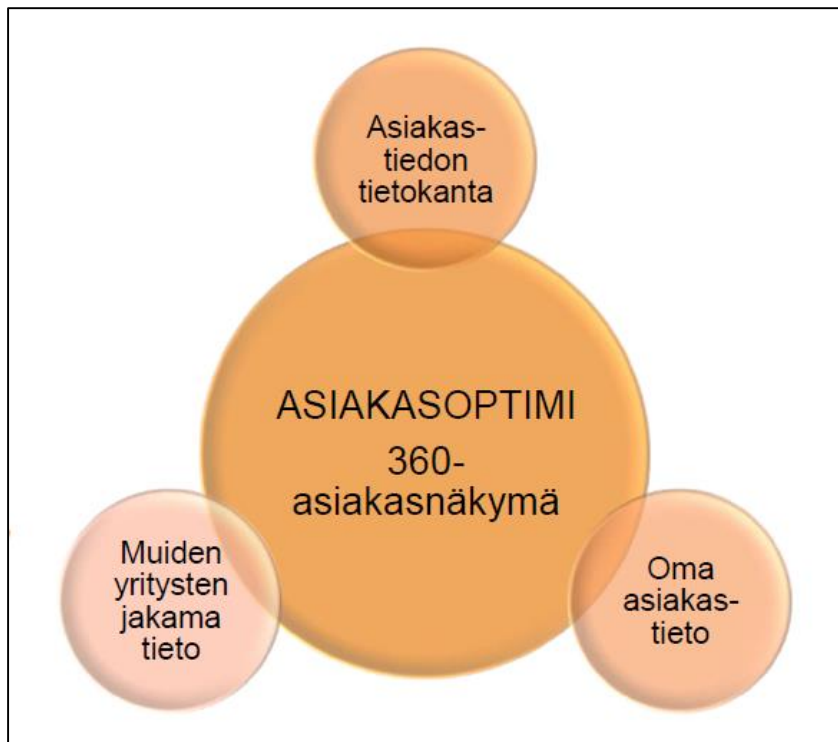 Asiakas-
tiedon
tietokanta
ASIAKASOPTIMI
360-
asiakasnäkymä
Muiden
yritysten
jakama
tieto
Oma
asiakas-
tieto